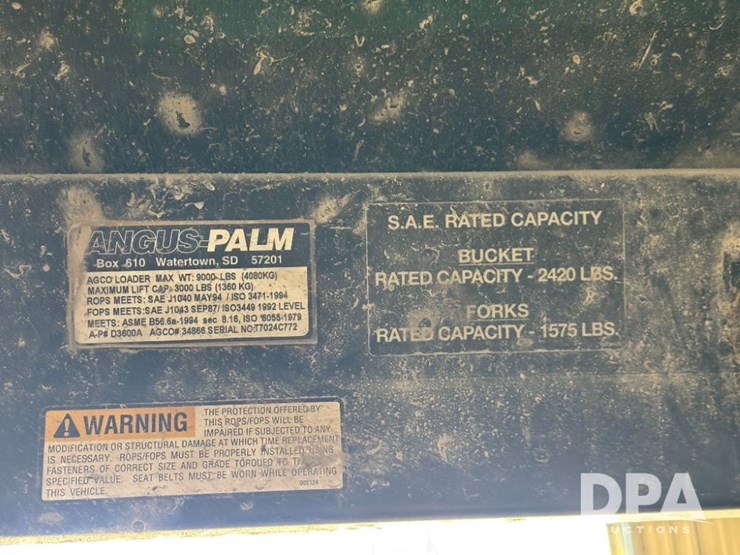 ANGUS-PALM
Box 610 Watertown, SD 57201
AGCO LOADER MAX WT: 9000 LBS (4080KG)
MAXIMUM LIFT CAP: 3000 LBS (1360 KG)
ROPS MEETS: SAE J1040 MAY94 / ISO 3471-1994
FOPS MEETS: SAE J1043 SEP87/ ISO3449 1992 LEVEL
MEETS: ASME B56.6a-1994 sec 8.16, ISO 6055-1979
A-P# D3600A AGCO# 34866 SERIAL NO:T7024C772
S.A.E. RATED CAPACITY
BUCKET
RATED CAPACITY - 2420 LBS.
FORKS
RATED CAPACITY - 1575 LBS.
WARNING
THE PROTECTION OFFERED BY
THIS ROPS/FOPS WILL BE
IMPAIRED IF SUBJECTED TO ANY
MODIFICATION OR STRUCTURAL DAMAGE AT WHICH TIME REPLACEMENT
IS NECESSARY. ROPS/FOPS MUST BE PROPERLY INSTALLED USING
FASTENERS OF CORRECT SIZE AND GRADE TORQUED TO THEIR
SPECIFIED VALUE. SEAT BELTS MUST BE WORN WHILE OPERATING
THIS VEHICLE.
DPA
AUCTIONS